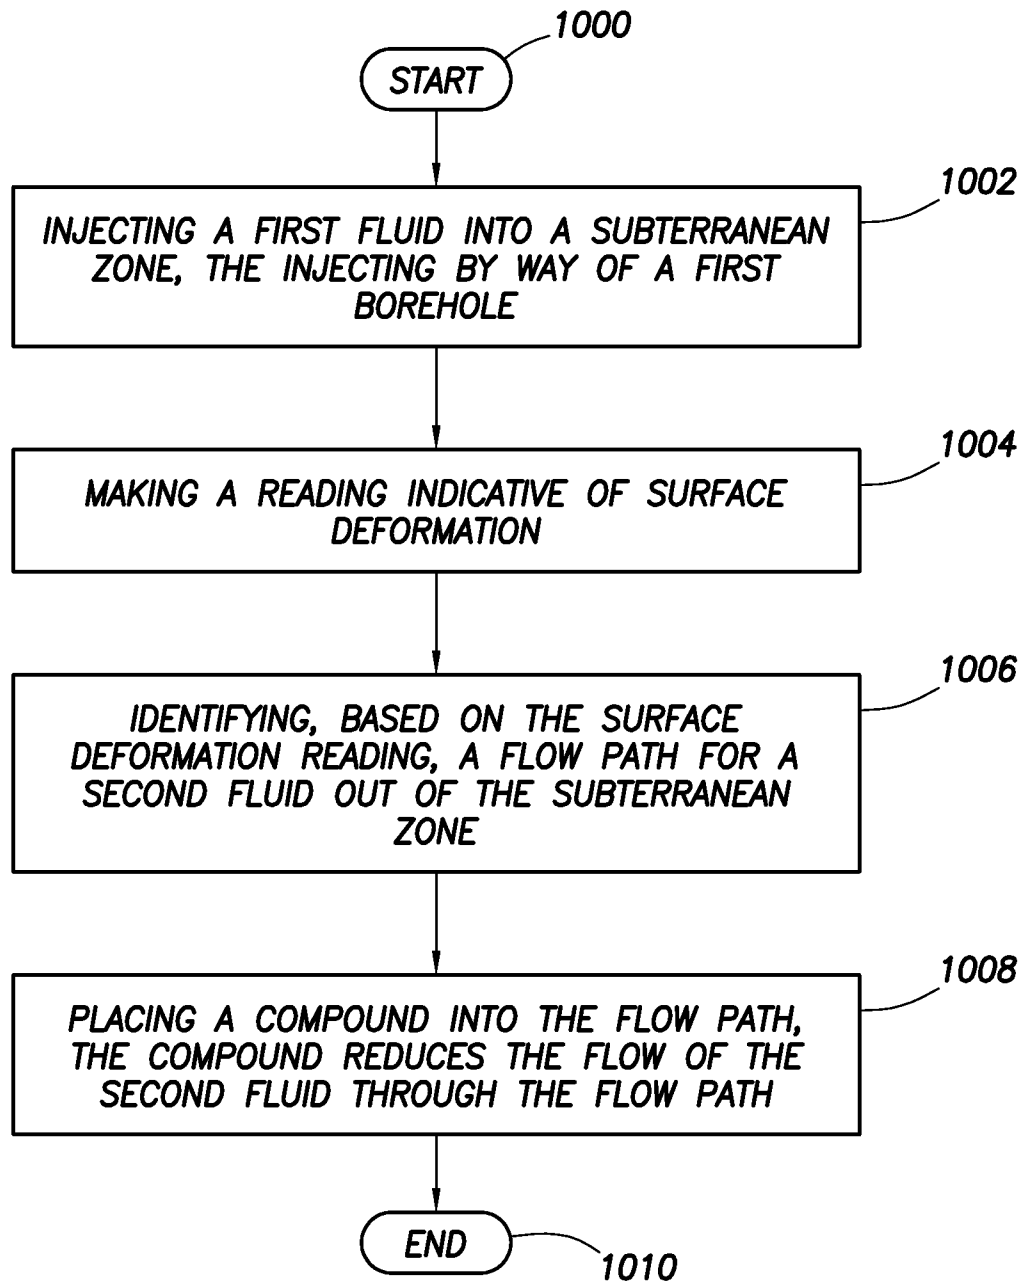 1000
START
1002
INJECTING A FIRST FLUID INTO A SUBTERRANEAN
ZONE, THE INJECTING BY WAY OF A FIRST
BOREHOLE
1004
MAKING A READING INDICATIVE OF SURFACE
DEFORMATION
1006
IDENTIFYING, BASED ON THE SURFACE
DEFORMATION READING, A FLOW PATH FOR A
SECOND FLUID OUT OF THE SUBTERRANEAN
ZONE
1008
PLACING A COMPOUND INTO THE FLOW PATH,
THE COMPOUND REDUCES THE FLOW OF THE
SECOND FLUID THROUGH THE FLOW PATH
END
1010